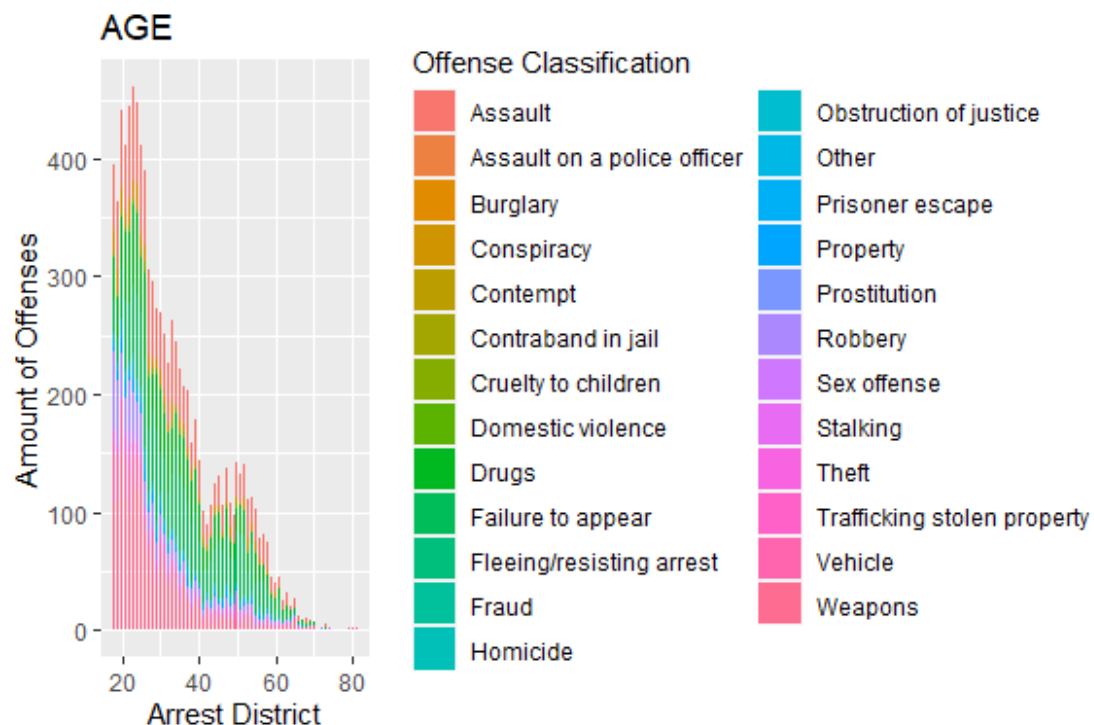 AGE
Amount of Offenses
400
300
200
100
0
20 40 60 80
Arrest District
Offense Classification
Assault
Assault on a police officer
Burglary
Conspiracy
Contempt
Contraband in jail
Cruelty to children
Domestic violence
Drugs
Failure to appear
Fleeing/resisting arrest
Fraud
Homicide
Obstruction of justice
Other
Prisoner escape
Property
Prostitution
Robbery
Sex offense
Stalking
Theft
Trafficking stolen property
Vehicle
Weapons